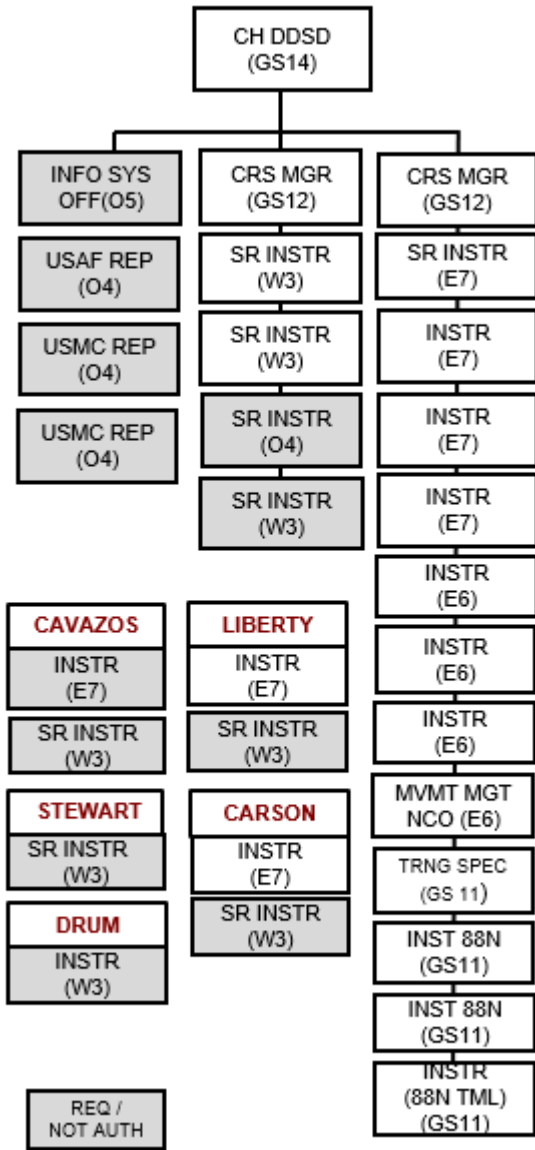 CH DDSD
(GS14)
INFO SYS
OFF(O5)
USAF REP
(O4)
USMC REP
(O4)
USMC REP
(O4)
CRS MGR
(GS12)
SR INSTR
(W3)
SR INSTR
(W3)
SR INSTR
(O4)
SR INSTR
(W3)
CRS MGR
(GS12)
SR INSTR
(E7)
INSTR
(E7)
INSTR
(E7)
INSTR
(E7)
INSTR
(E6)
INSTR
(E6)
INSTR
(E6)
MVMT MGT
NCO (E6)
TRNG SPEC
(GS 11)
INST 88N
(GS11)
INST 88N
(GS11)
INSTR
(88N TML)
(GS11)
CAVAZOS
INSTR
(E7)
SR INSTR
(W3)
LIBERTY
INSTR
(E7)
SR INSTR
(W3)
STEWART
SR INSTR
(W3)
CARSON
INSTR
(E7)
SR INSTR
(W3)
DRUM
INSTR
(W3)
REQ /
NOT AUTH